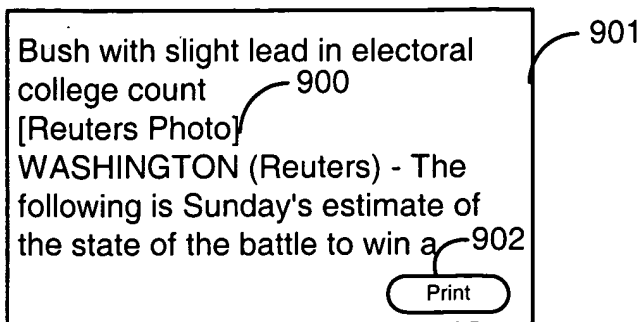 901
Bush with slight lead in electoral
college count 900
[Reuters Photo]
WASHINGTON (Reuters) - The
following is Sunday's estimate of
the state of the battle to win a 902
Print